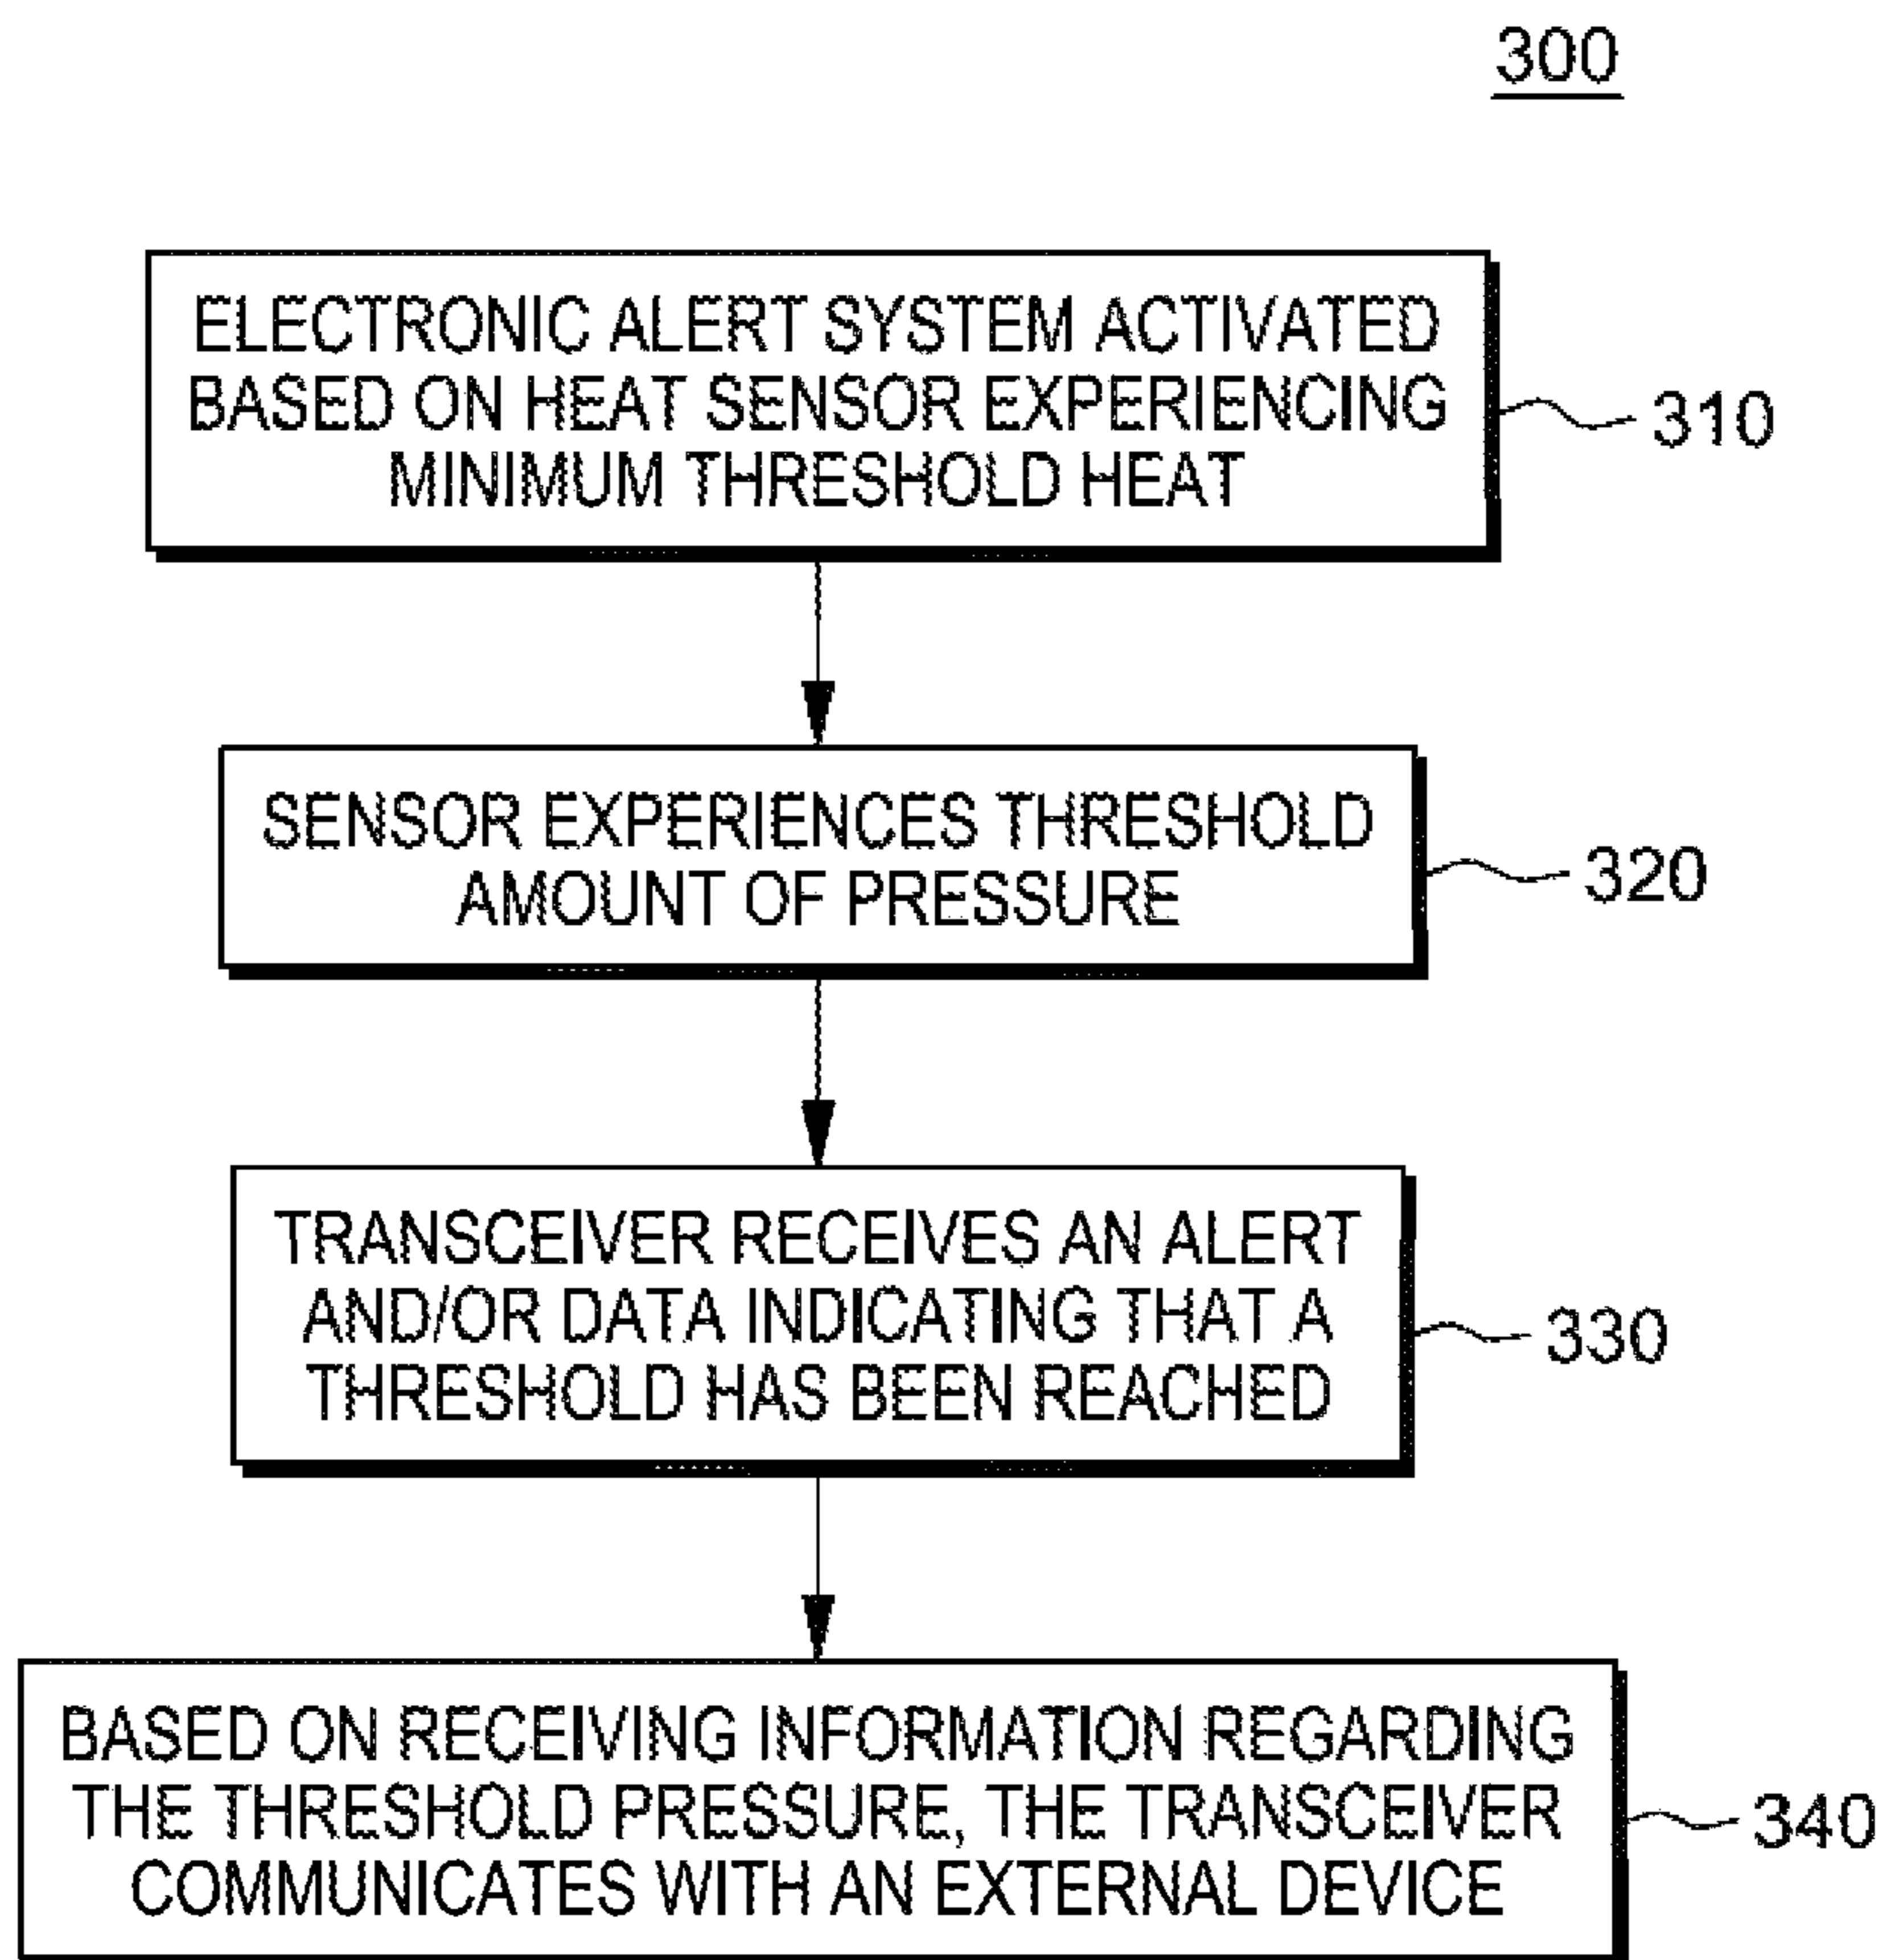 300
ELECTRONIC ALERT SYSTEM ACTIVATED
BASED ON HEAT SENSOR EXPERIENCING
MINIMUM THRESHOLD HEAT
310
SENSOR EXPERIENCES THRESHOLD
AMOUNT OF PRESSURE
320
TRANSCEIVER RECEIVES AN ALERT
AND/OR DATA INDICATING THAT A
THRESHOLD HAS BEEN REACHED
330
BASED ON RECEIVING INFORMATION REGARDING
THE THRESHOLD PRESSURE, THE TRANSCEIVER
COMMUNICATES WITH AN EXTERNAL DEVICE
340